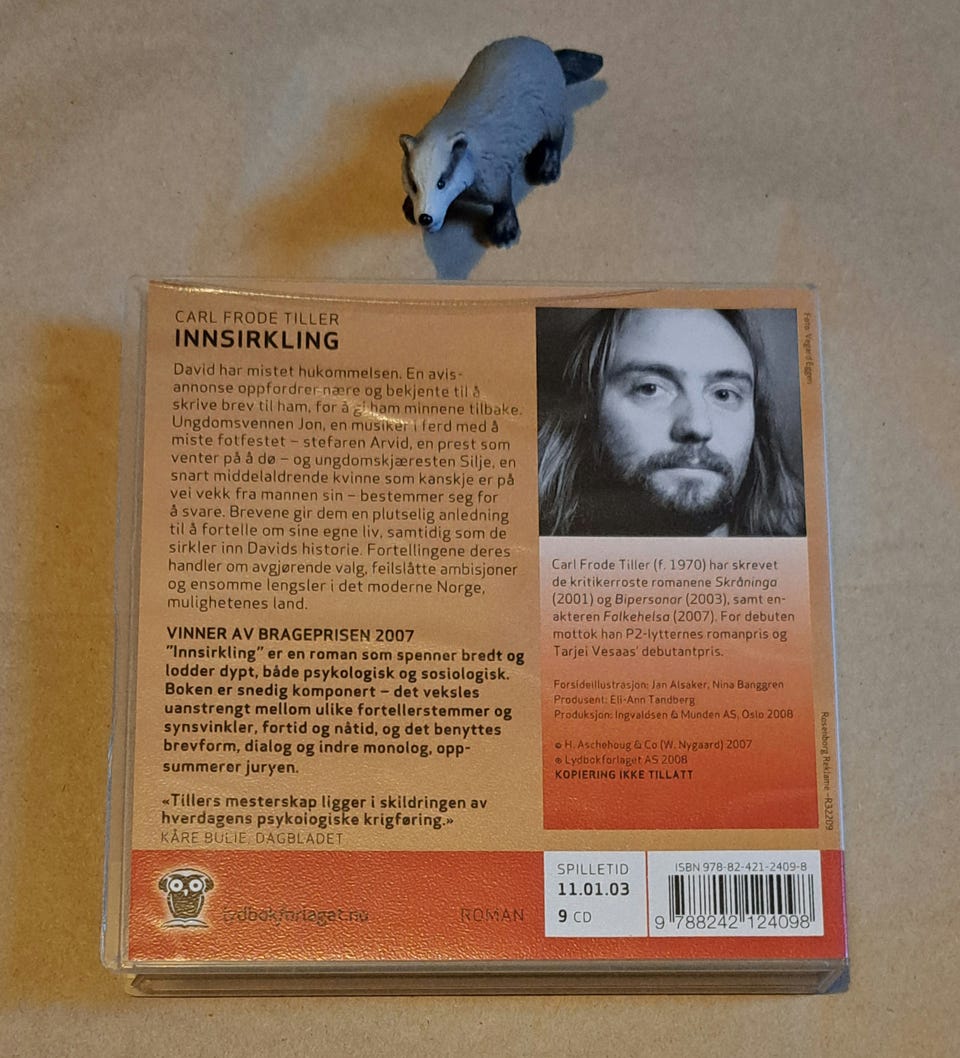 CARL FRODE TILLER
INNSIRKLING
David har mistet hukommelsen. En avis-
annonse oppfordrer nære og bekjente til å
skrive brev til ham, for å gi ham minnene tilbake.
Ungdomsvennen Jon, en musiker i ferd med å
miste fotfestet – stefaren Arvid, en prest som
venter på å dø – og ungdomskjæresten Silje, en
snart middelaldrende kvinne som kanskje er på
vei vekk fra mannen sin – bestemmer seg for
å svare. Brevene gir dem en plutselig anledning
til å fortelle om sine egne liv, samtidig som de
sirkler inn Davids historie. Fortellingene deres
handler om avgjørende valg, feilslåtte ambisjoner
og ensomme lengsler i det moderne Norge,
mulighetenes land.
VINNER AV BRAGEPRISEN 2007
"Innsirkling" er en roman som spenner bredt og
lodder dypt, både psykologisk og sosiologisk.
Boken er snedig komponert – det veksles
uanstrengt mellom ulike fortellerstemmer og
synsvinkler, fortid og nåtid, og det benyttes
brevform, dialog og indre monolog, opp-
summerer juryen.
«Tillers mesterskap ligger i skildringen av
hverdagens psykologiske krigføring.»
KÅRE BULIE, DAGBLADET
lydbokforlaget.no
ROMAN
Foto: Vegard Eggen
Carl Frode Tiller (f. 1970) har skrevet
de kritikerroste romanene Skråninga
(2001) og Bipersonar (2003), samt en-
akteren Folkehelsa (2007). For debuten
mottok han P2-lytternes romanpris og
Tarjei Vesaas' debutantpris.
Forsideillustrasjon: Jan Alsaker, Nina Banggren
Produsent: Eli-Ann Tandberg
Produksjon: Ingvaldsen & Munden AS, Oslo 2008
© H. Aschehoug & Co (W. Nygaard) 2007
℗ Lydbokforlaget AS 2008
KOPIERING IKKE TILLATT
Rosenborg Reklame –R32209
SPILLETID
11.01.03
9 CD
ISBN 978-82-421-2409-8
9 788242 124098